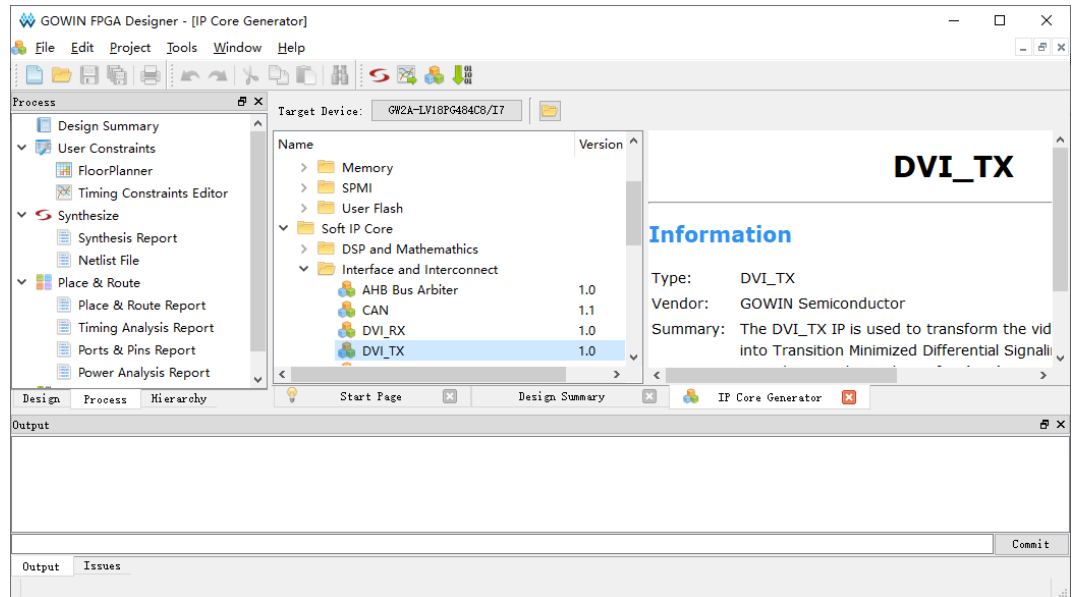 GOWIN FPGA Designer - [IP Core Generator]
File Edit Project Tools Window Help
Process
Design Summary
User Constraints
FloorPlanner
Timing Constraints Editor
Synthesize
Synthesis Report
Netlist File
Place & Route
Place & Route Report
Timing Analysis Report
Ports & Pins Report
Power Analysis Report
Design Process Hierarchy
Target Device: GW2A-LV18PG484C8/I7
Name Version
Memory
SPMI
User Flash
Soft IP Core
DSP and Mathemathics
Interface and Interconnect
AHB Bus Arbiter 1.0
CAN 1.1
DVI_RX 1.0
DVI_TX 1.0
DVI_TX
Information
Type: DVI_TX
Vendor: GOWIN Semiconductor
Summary: The DVI_TX IP is used to transform the vid
into Transition Minimized Differential Signali
Start Page Design Summary IP Core Generator
Output
Commit
Output Issues